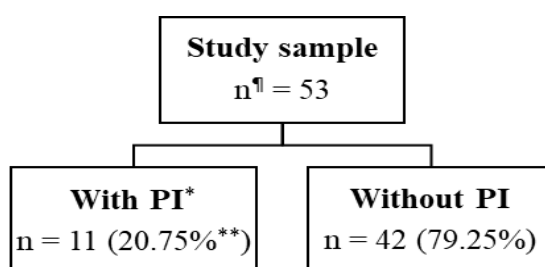 Study sample
n¶ = 53
With PI*
n = 11 (20.75%**)
Without PI
n = 42 (79.25%)